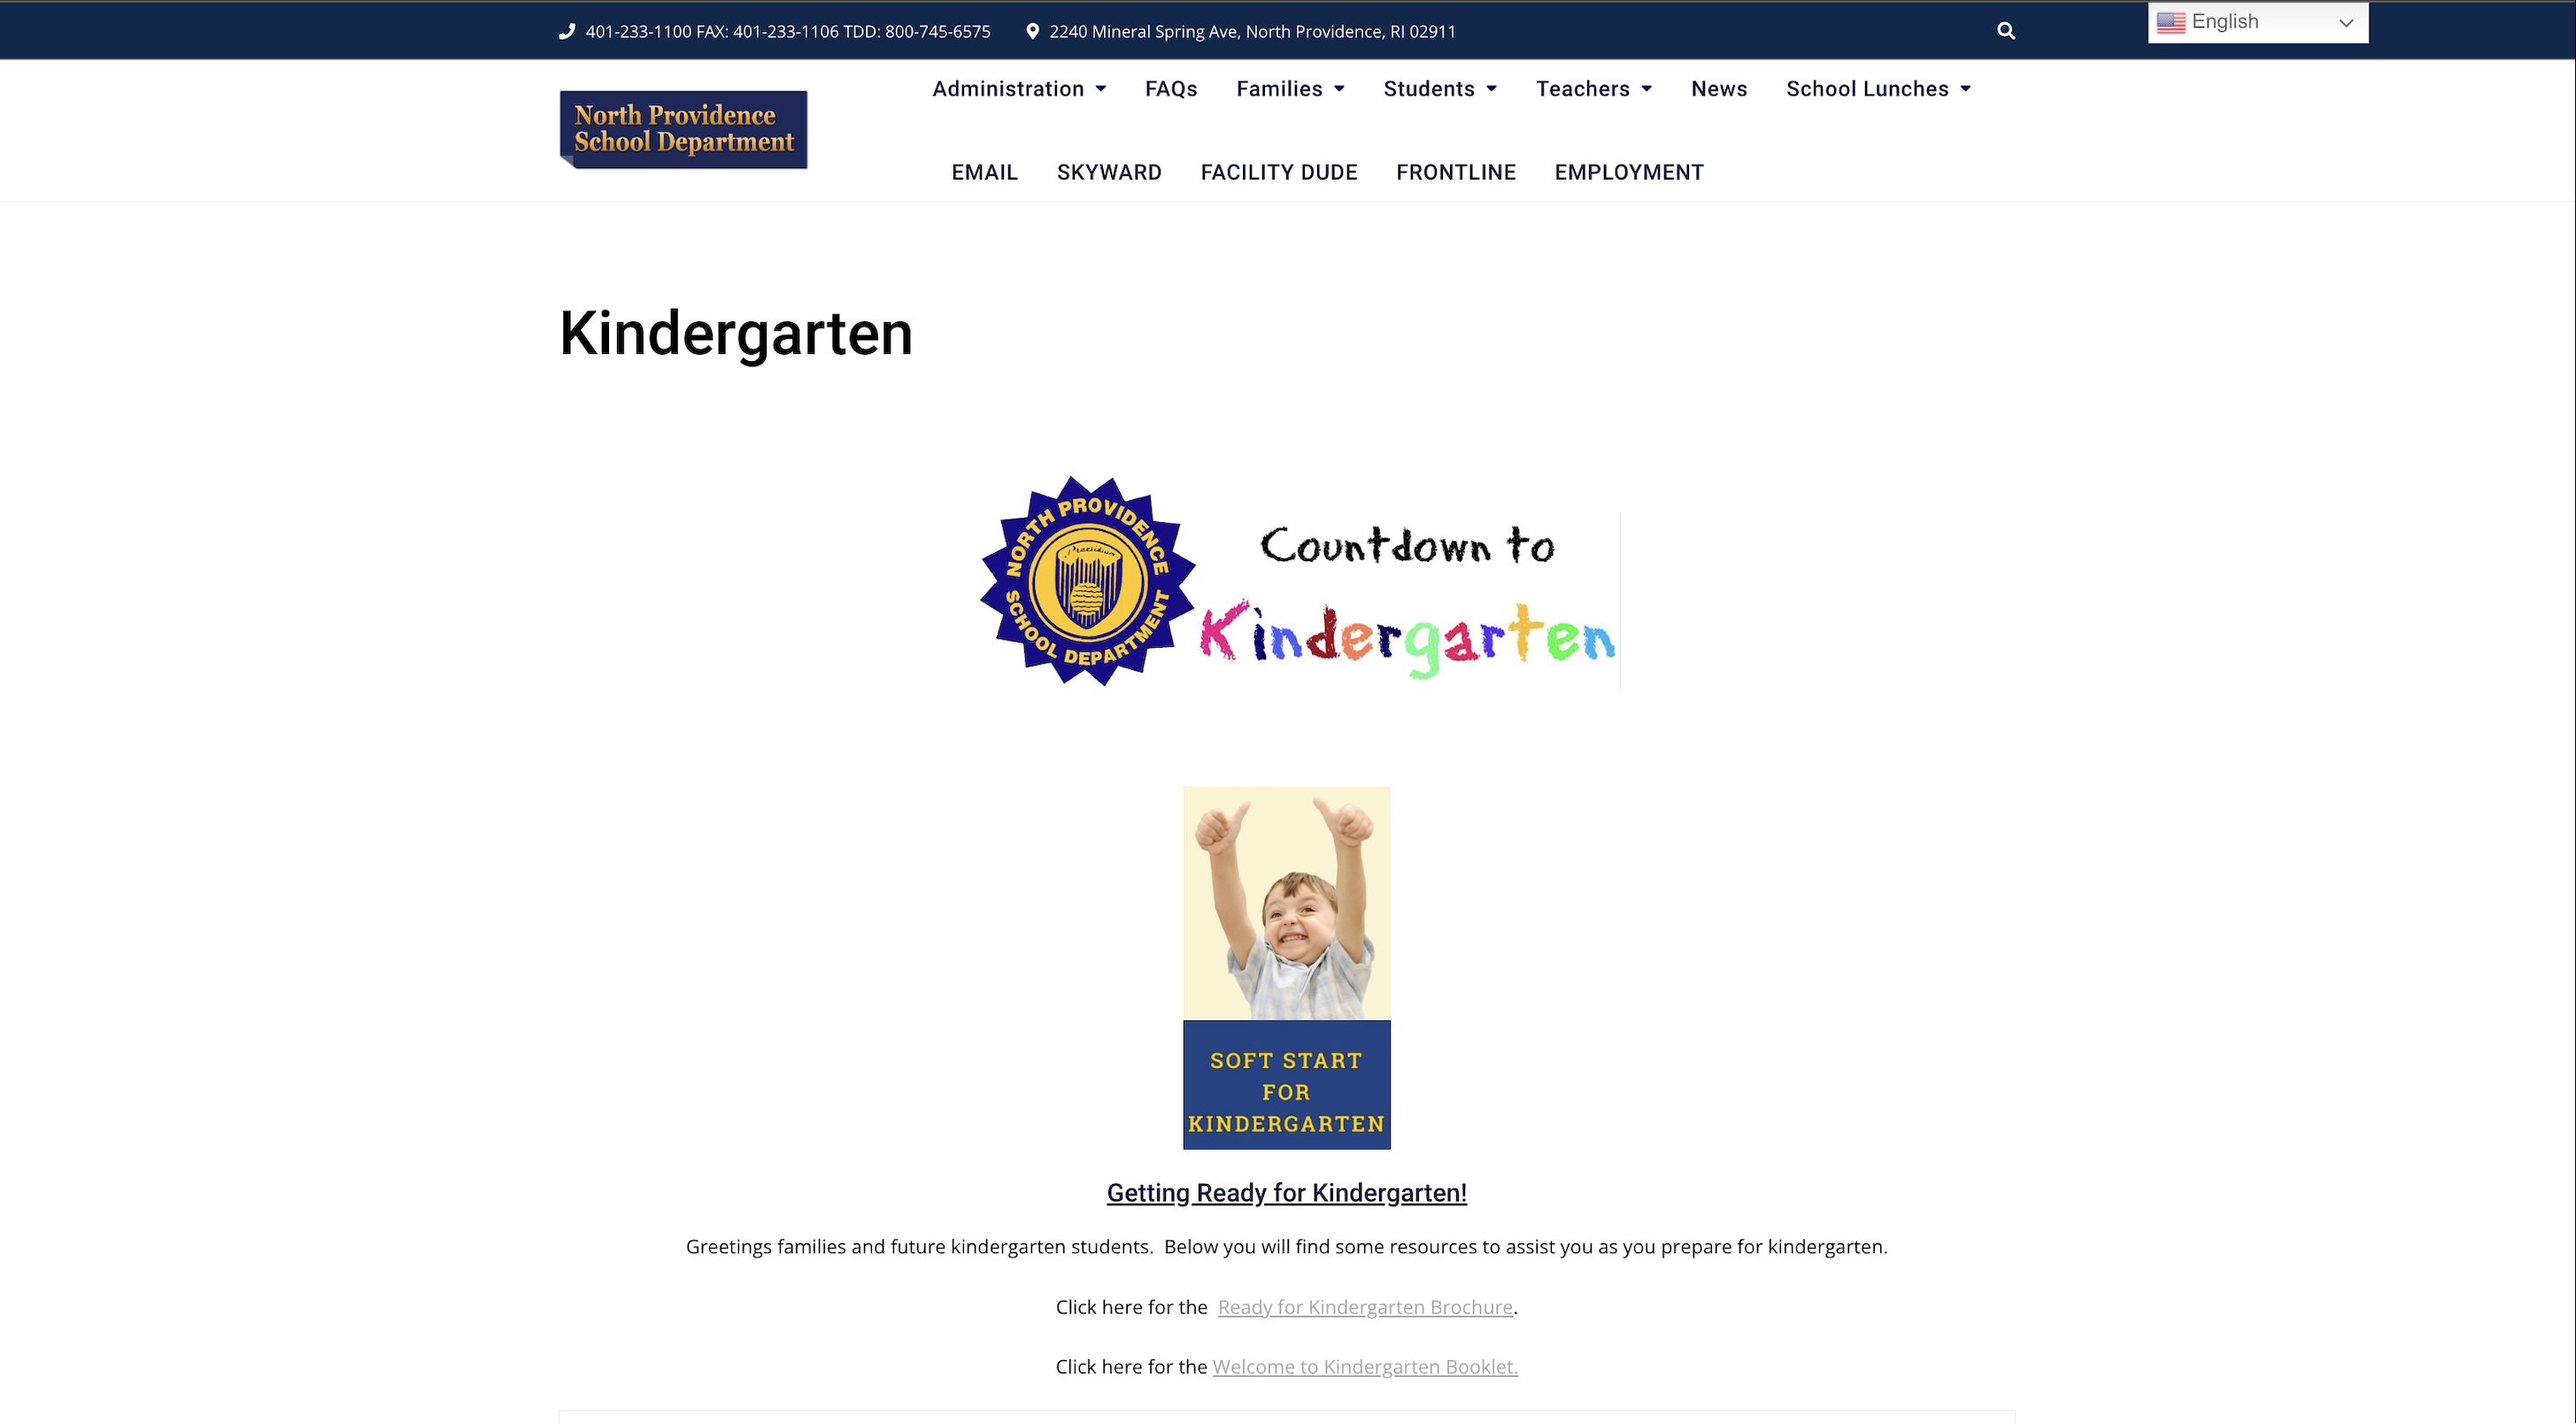 401-233-1100 FAX: 401-233-1106 TDD: 800-745-6575
2240 Mineral Spring Ave, North Providence, RI 02911
English
North Providence
School Department
Administration
FAQs
Families
Students
Teachers
News
School Lunches
EMAIL
SKYWARD
FACILITY DUDE
FRONTLINE
EMPLOYMENT
Kindergarten
NORTH PROVIDENCE
Praesidium
SCHOOL DEPARTMENT
Countdown to
Kindergarten
SOFT START
FOR
KINDERGARTEN
Getting Ready for Kindergarten!
Greetings families and future kindergarten students.  Below you will find some resources to assist you as you prepare for kindergarten.
Click here for the  Ready for Kindergarten Brochure.
Click here for the Welcome to Kindergarten Booklet.